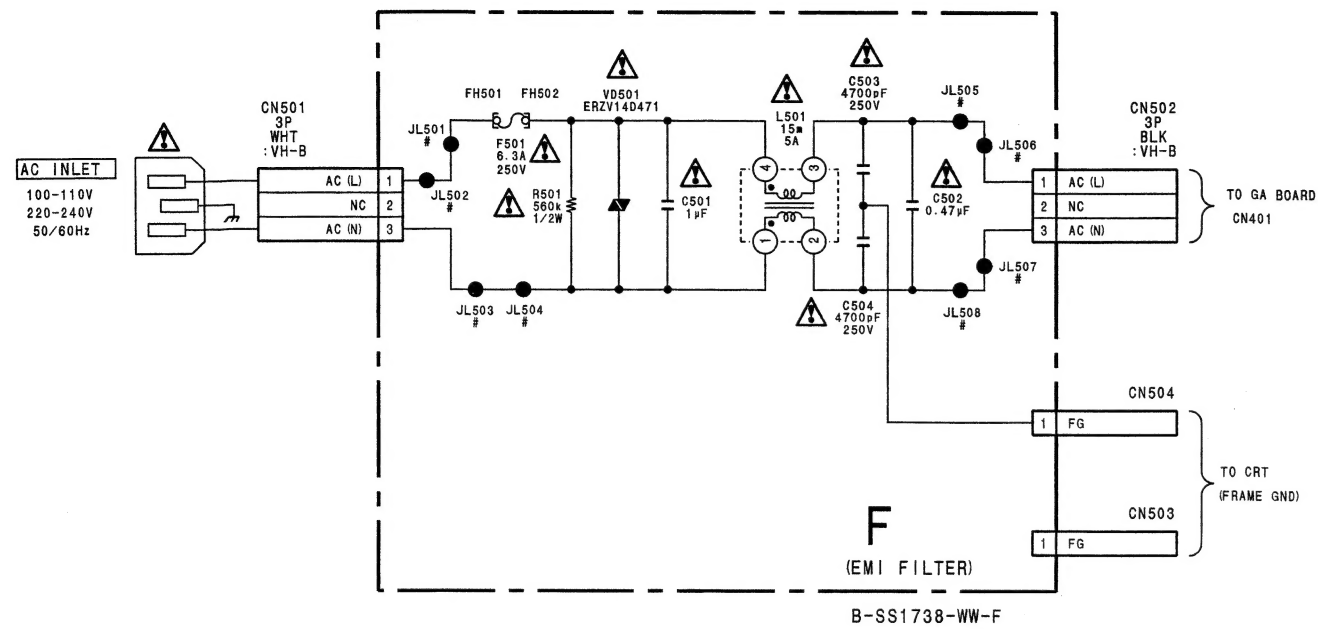 AC INLET
100-110V
220-240V
50/60Hz
CN501
3P
WHT
:VH-B
AC (L) 1
NC 2
AC (N) 3
JL501
#
JL502
#
JL503
#
JL504
#
FH501 FH502
F501
6.3A
250V
R501
560k
1/2W
VD501
ERZV14D471
C501
1µF
L501
15m
5A
4
3
1
2
C503
4700pF
250V
C504
4700pF
250V
C502
0.47µF
JL505
#
JL506
#
JL507
#
JL508
#
CN502
3P
BLK
:VH-B
1 AC (L)
2 NC
3 AC (N)
TO GA BOARD
CN401
CN504
1 FG
CN503
1 FG
TO CRT
(FRAME GND)
F
(EMI FILTER)
B-SS1738-WW-F